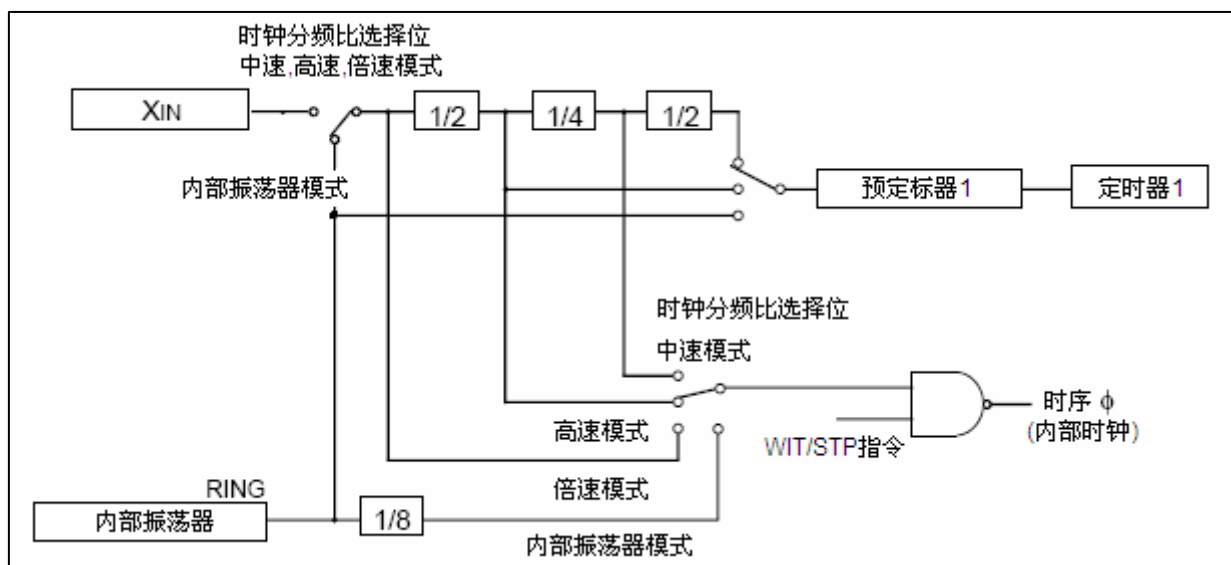 时钟分频比选择位
中速,高速,倍速模式
XIN
1/2
1/4
1/2
内部振荡器模式
预定标器1
定时器1
时钟分频比选择位
中速模式
高速模式
WIT/STP指令
时序 ϕ
(内部时钟)
倍速模式
RING
内部振荡器
1/8
内部振荡器模式